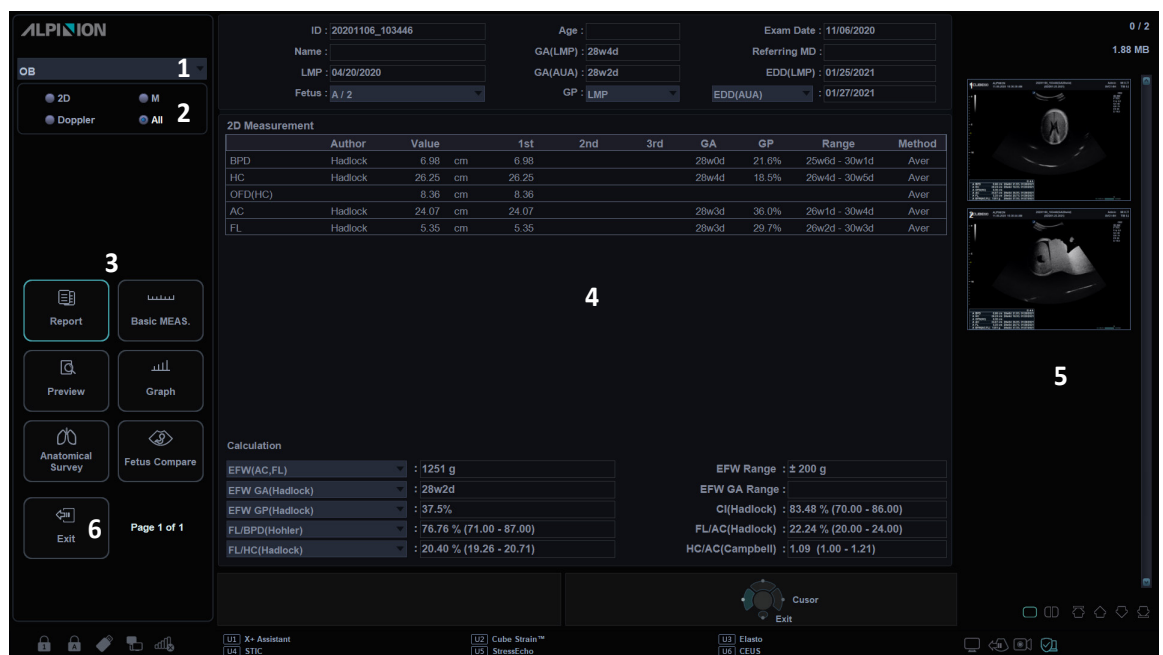 ALPINION
OB 1
2D M
Doppler All 2
3
Report Basic MEAS.
Preview Graph
Anatomical Survey Fetus Compare
Exit 6 Page 1 of 1
ID : 20201106_103446 Age : Exam Date : 11/06/2020
Name : GA(LMP) : 28w4d Referring MD :
LMP : 04/20/2020 GA(AUA) : 28w2d EDD(LMP) : 01/25/2021
Fetus : A / 2 GP : LMP EDD(AUA) : 01/27/2021
2D Measurement
Author Value 1st 2nd 3rd GA GP Range Method
BPD Hadlock 6.98 cm 6.98 28w0d 21.6% 25w6d - 30w1d Aver
HC Hadlock 26.25 cm 26.25 28w4d 18.5% 26w4d - 30w5d Aver
OFD(HC) 8.36 cm 8.36 Aver
AC Hadlock 24.07 cm 24.07 28w3d 36.0% 26w1d - 30w4d Aver
FL Hadlock 5.35 cm 5.35 28w3d 29.7% 26w2d - 30w3d Aver
4
Calculation
EFW(AC,FL) : 1251 g EFW Range : ± 200 g
EFW GA(Hadlock) : 28w2d EFW GA Range :
EFW GP(Hadlock) : 37.5% CI(Hadlock) : 83.48 % (70.00 - 86.00)
FL/BPD(Hohler) : 76.76 % (71.00 - 87.00) FL/AC(Hadlock) : 22.24 % (20.00 - 24.00)
FL/HC(Hadlock) : 20.40 % (19.26 - 20.71) HC/AC(Campbell) : 1.09 (1.00 - 1.21)
Cusor
Exit
0 / 2
1.88 MB
1
2
5
1 A
U1 X+ Assistant U2 Cube Strain™ U3 Elasto
U4 STIC U5 StressEcho U6 CEUS